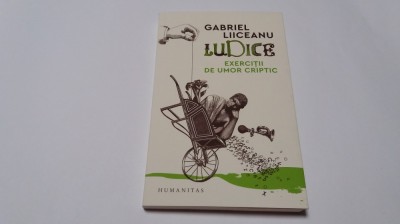 GABRIEL
LIICEANU
LUDICE
EXERCIȚII
DE UMOR CRIPTIC
HUMANITAS